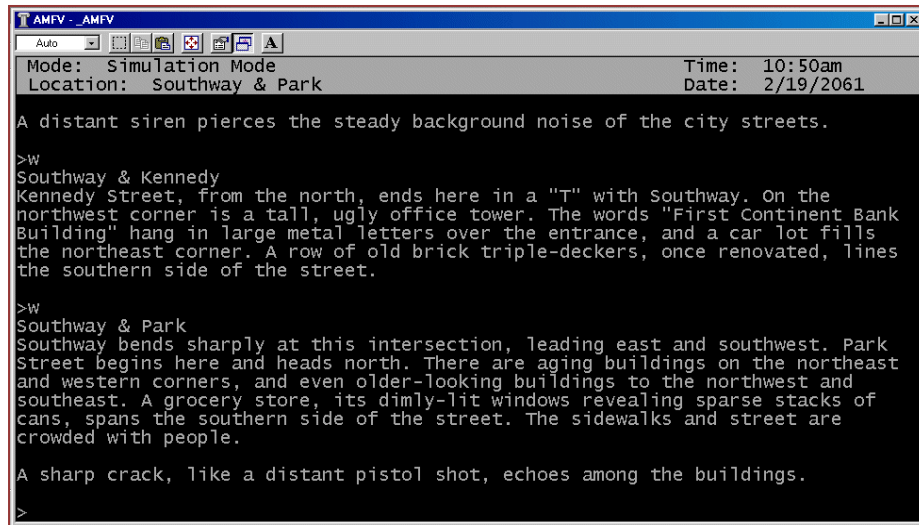 AMFV - _AMFV
Auto
A
Mode: Simulation Mode Time: 10:50am
Location: Southway & Park Date: 2/19/2061
A distant siren pierces the steady background noise of the city streets.
>w
Southway & Kennedy
Kennedy Street, from the north, ends here in a "T" with Southway. On the
northwest corner is a tall, ugly office tower. The words "First Continent Bank
Building" hang in large metal letters over the entrance, and a car lot fills
the northeast corner. A row of old brick triple-deckers, once renovated, lines
the southern side of the street.
>w
Southway & Park
Southway bends sharply at this intersection, leading east and southwest. Park
Street begins here and heads north. There are aging buildings on the northeast
and western corners, and even older-looking buildings to the northwest and
southeast. A grocery store, its dimly-lit windows revealing sparse stacks of
cans, spans the southern side of the street. The sidewalks and street are
crowded with people.
A sharp crack, like a distant pistol shot, echoes among the buildings.
>